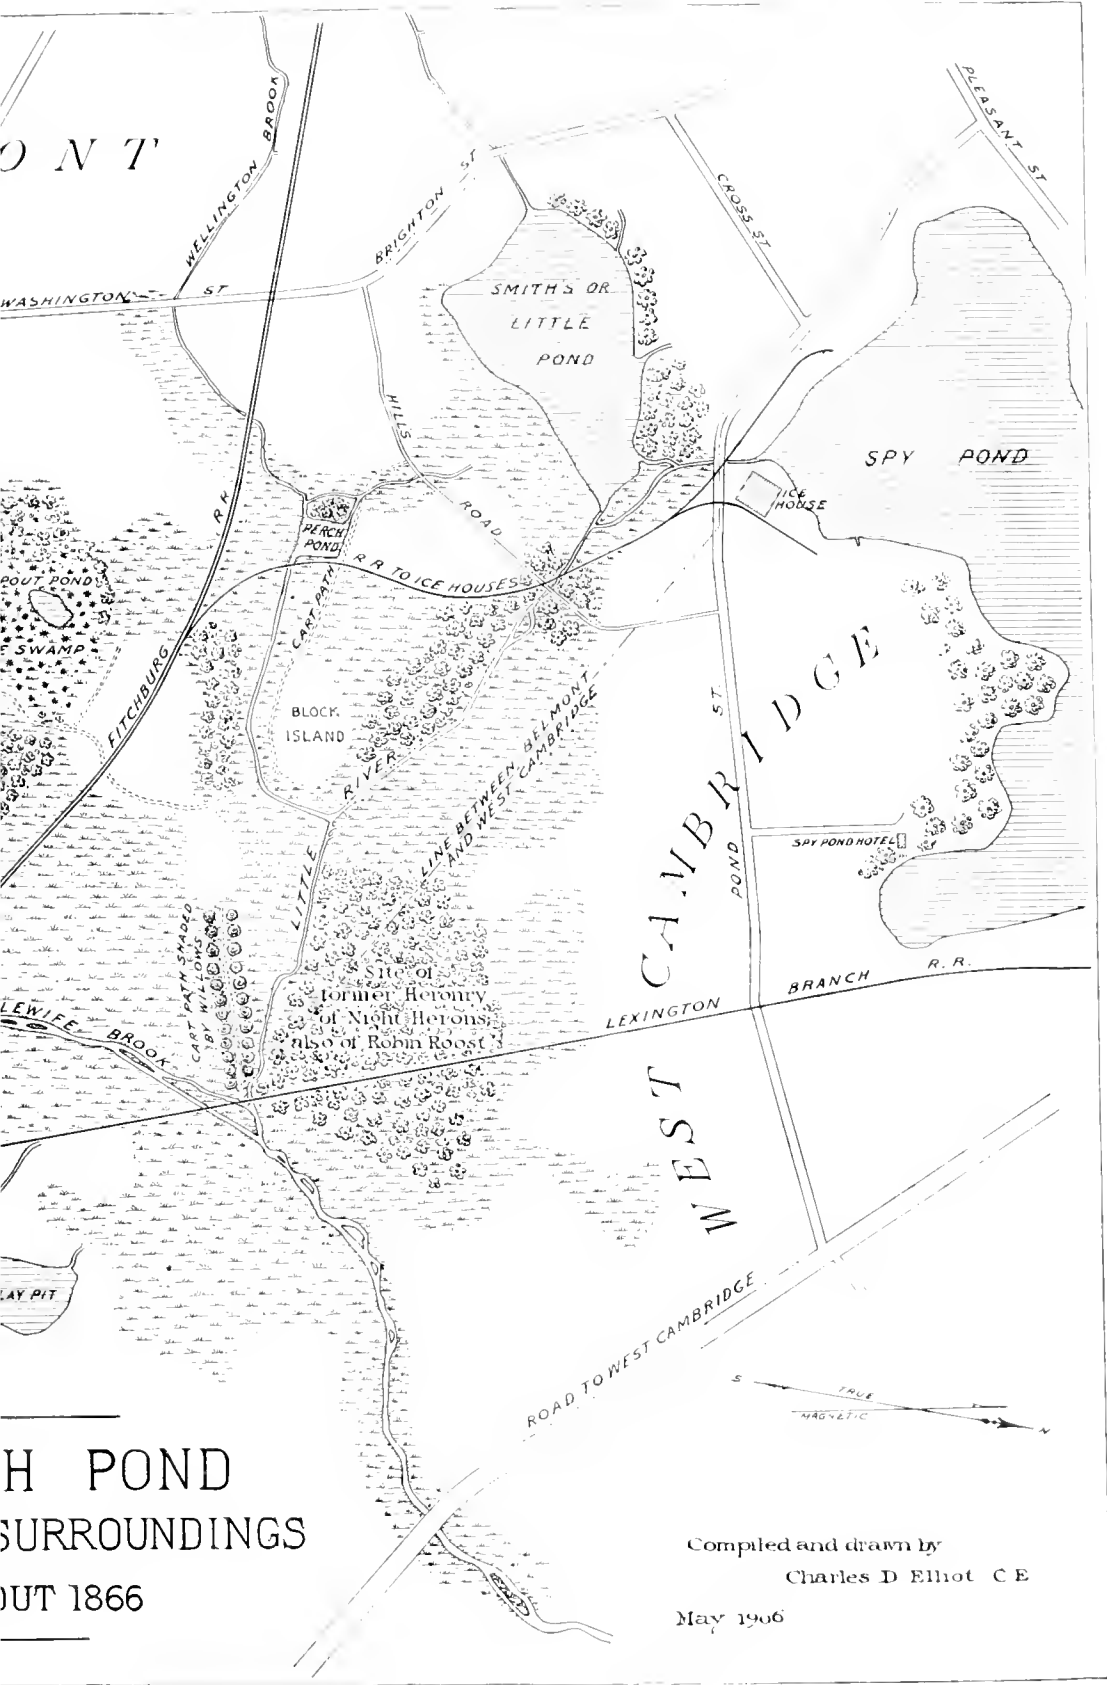 ONT
WELLINGTON BROOK
BRIGHTON ST
PLEASANT ST
CROSS ST
WASHINGTON ST
SMITH'S OR
LITTLE
POND
HILLS ROAD
SPY POND
ICE
HOUSE
PERCH
POND
R R TO ICE HOUSES
CART PATH
POUT POND
E SWAMP
FITCHBURG RR
BLOCK
ISLAND
LITTLE RIVER
LINE BETWEEN BELMONT
AND WEST CAMBRIDGE
POND ST
SPY POND HOTEL
WEST CAMBRIDGE
CART PATH SHADED
BY WILLOWS
Site of
former Heronry
of Night Herons,
also of Robin Roost
LEWIFE BROOK
LEXINGTON BRANCH R. R.
LAY PIT
ROAD TO WEST CAMBRIDGE
S TRUE N
MAGNETIC
H POND
SURROUNDINGS
OUT 1866
Compiled and drawn by
Charles D Elliot C E
May 1906